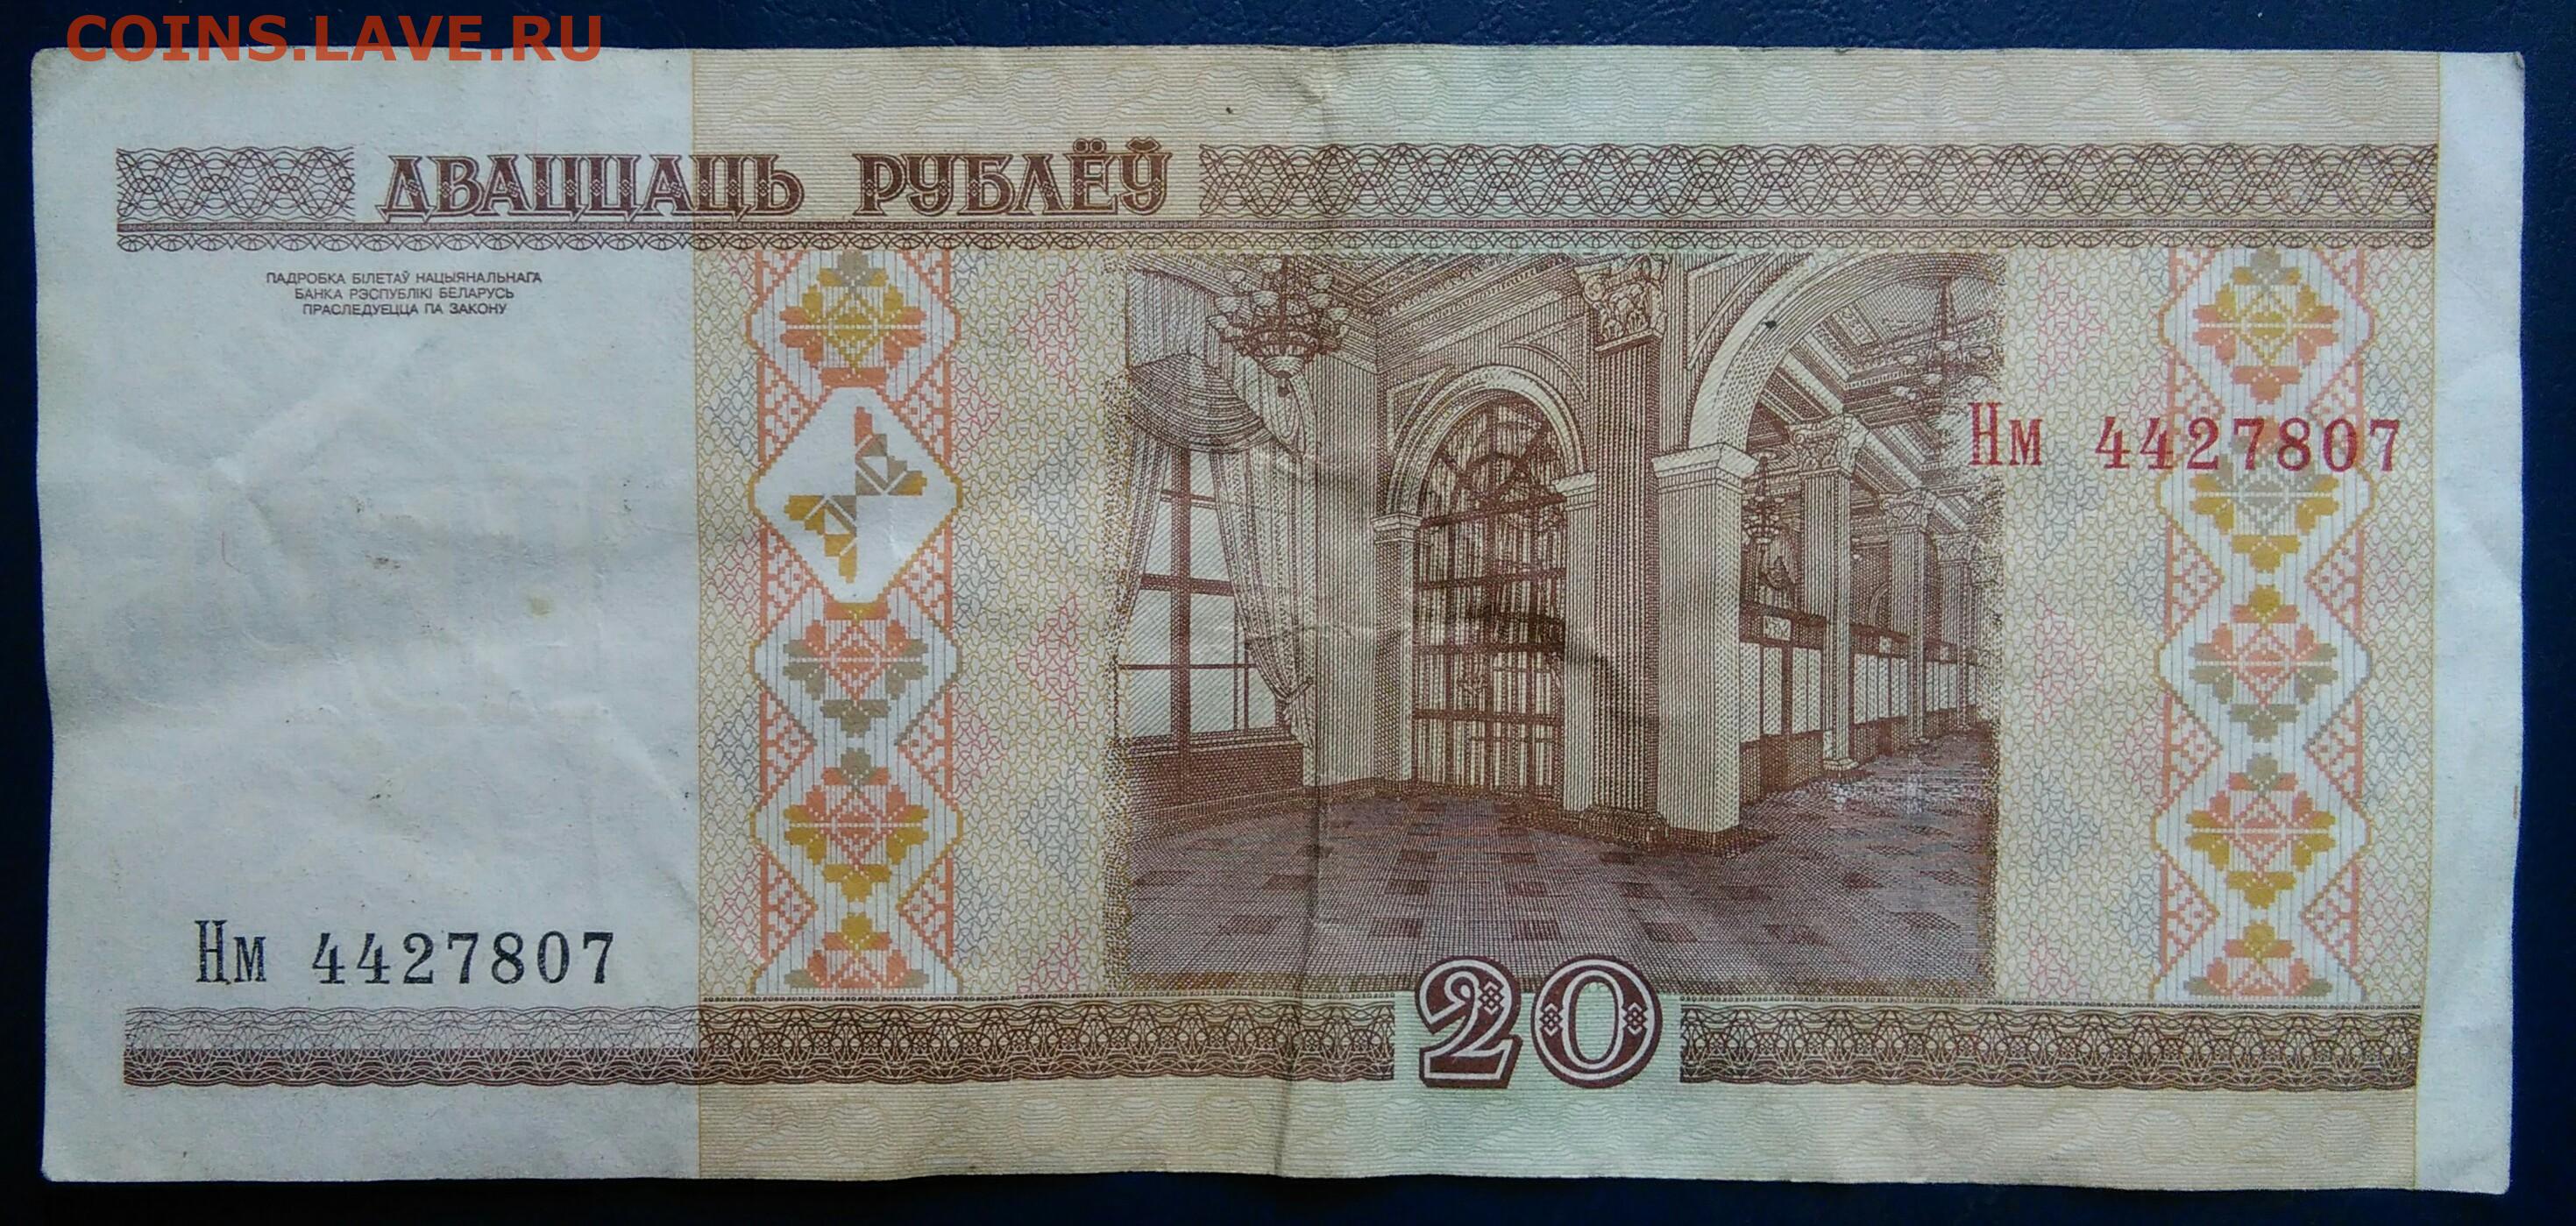 COINS.LAVE.RU
ДВАЦЦАЦЬ РУБЛЁЎ
ПАДРОБКА БІЛЕТАЎ НАЦЫЯНАЛЬНАГА
БАНКА РЭСПУБЛІКІ БЕЛАРУСЬ
ПРАСЛЕДУЕЦЦА ПА ЗАКОНУ
Нм 4427807
Нм 4427807
20